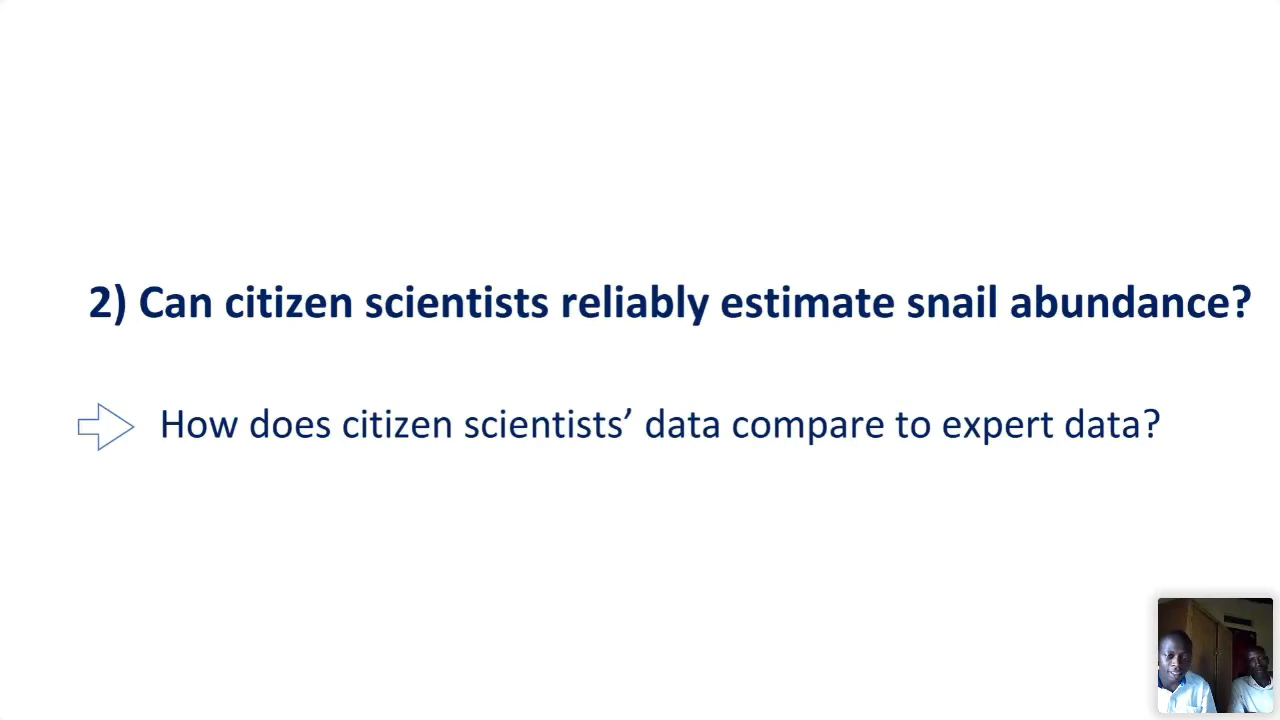 2) Can citizen scientists reliably estimate snail abundance?
How does citizen scientists’ data compare to expert data?